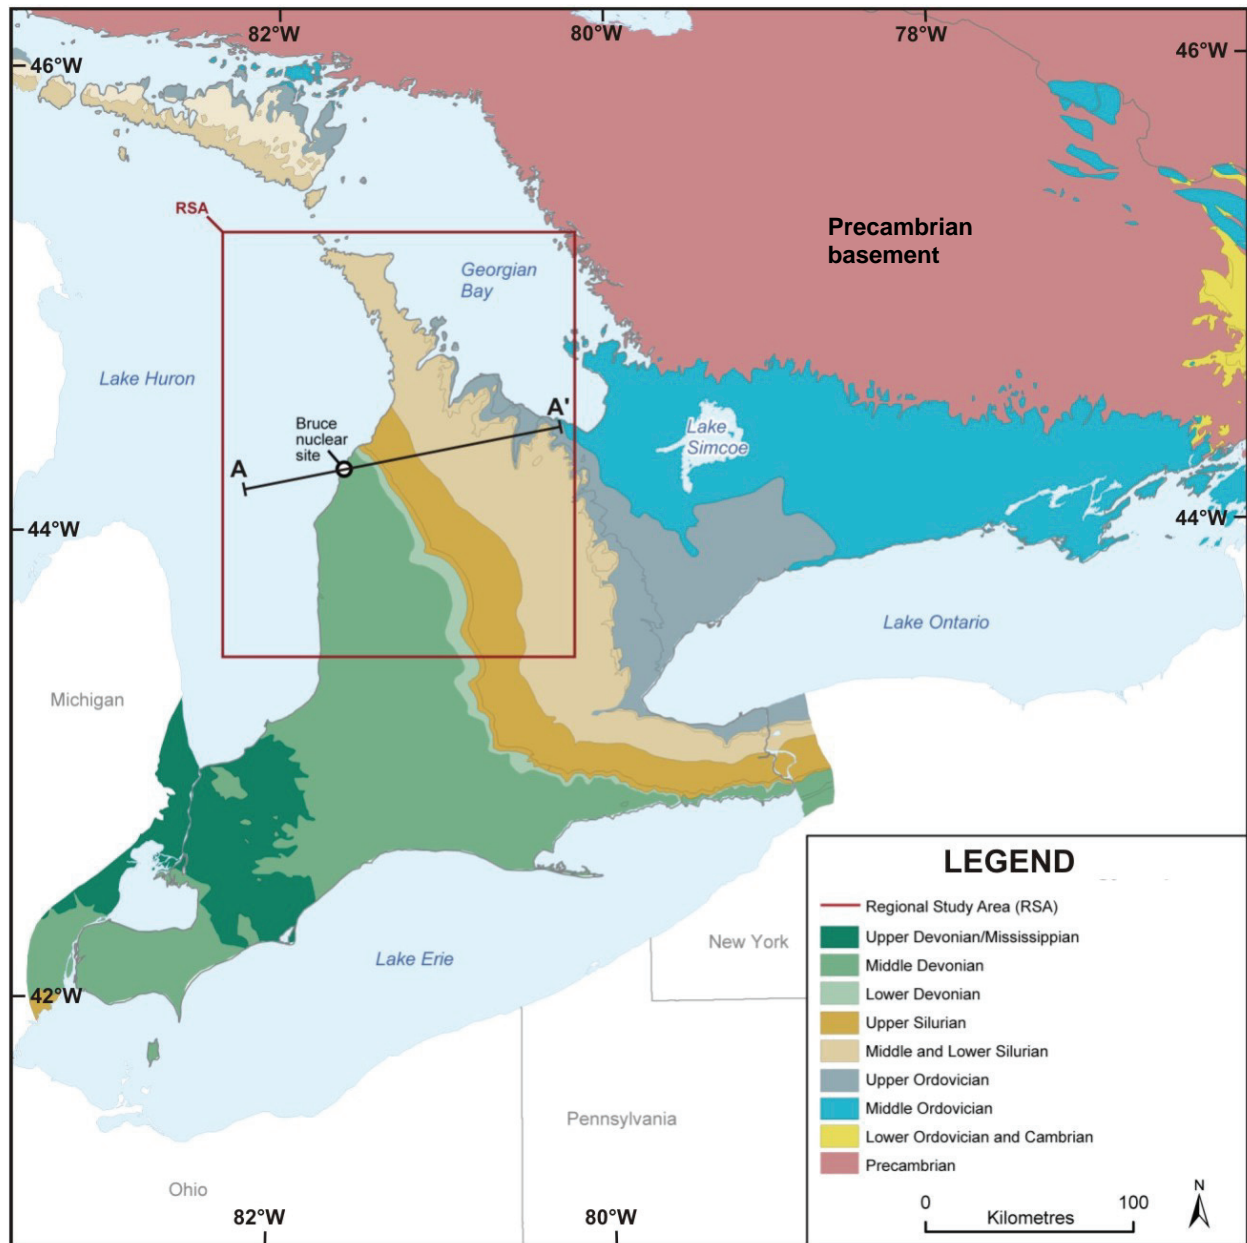 82°W
80°W
78°W
46°W
46°W
RSA
Precambrian
basement
Georgian
Bay
Lake Huron
A'
Bruce
nuclear
site
Lake
Simcoe
A
44°W
44°W
Lake Ontario
Michigan
LEGEND
Regional Study Area (RSA)
Upper Devonian/Mississippian
Middle Devonian
Lower Devonian
Upper Silurian
Middle and Lower Silurian
Upper Ordovician
Middle Ordovician
Lower Ordovician and Cambrian
Precambrian
N
0
100
Kilometres
New York
Lake Erie
42°W
Pennsylvania
Ohio
82°W
80°W